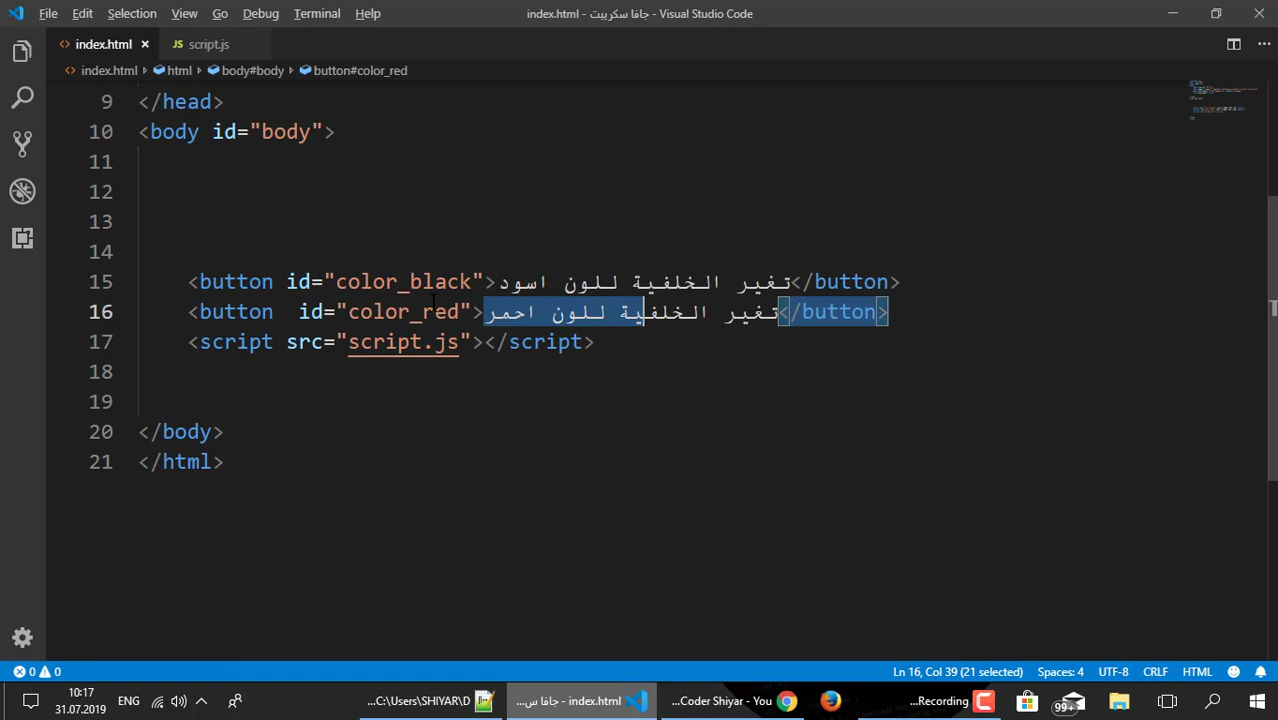 File Edit Selection View Go Debug Terminal Help
index.html - جافا سكريبت - Visual Studio Code
index.html
JS script.js
index.html html body#body button#color_red
9 </head>
10 <body id="body">
11
12
13
14
15 <button id="color_black">تغير الخلفية للون اسود</button>
16 <button  id="color_red">تغير الخلفية للون احمر</button>
17 <script src="script.js"></script>
18
19
20 </body>
21 </html>
0 0
Ln 16, Col 39 (21 selected) Spaces: 4 UTF-8 CRLF HTML
10:17
31.07.2019
ENG
...C:\Users\SHIYAR\D
...index.html - جافا س
...Coder Shiyar - You
...Recording
99+